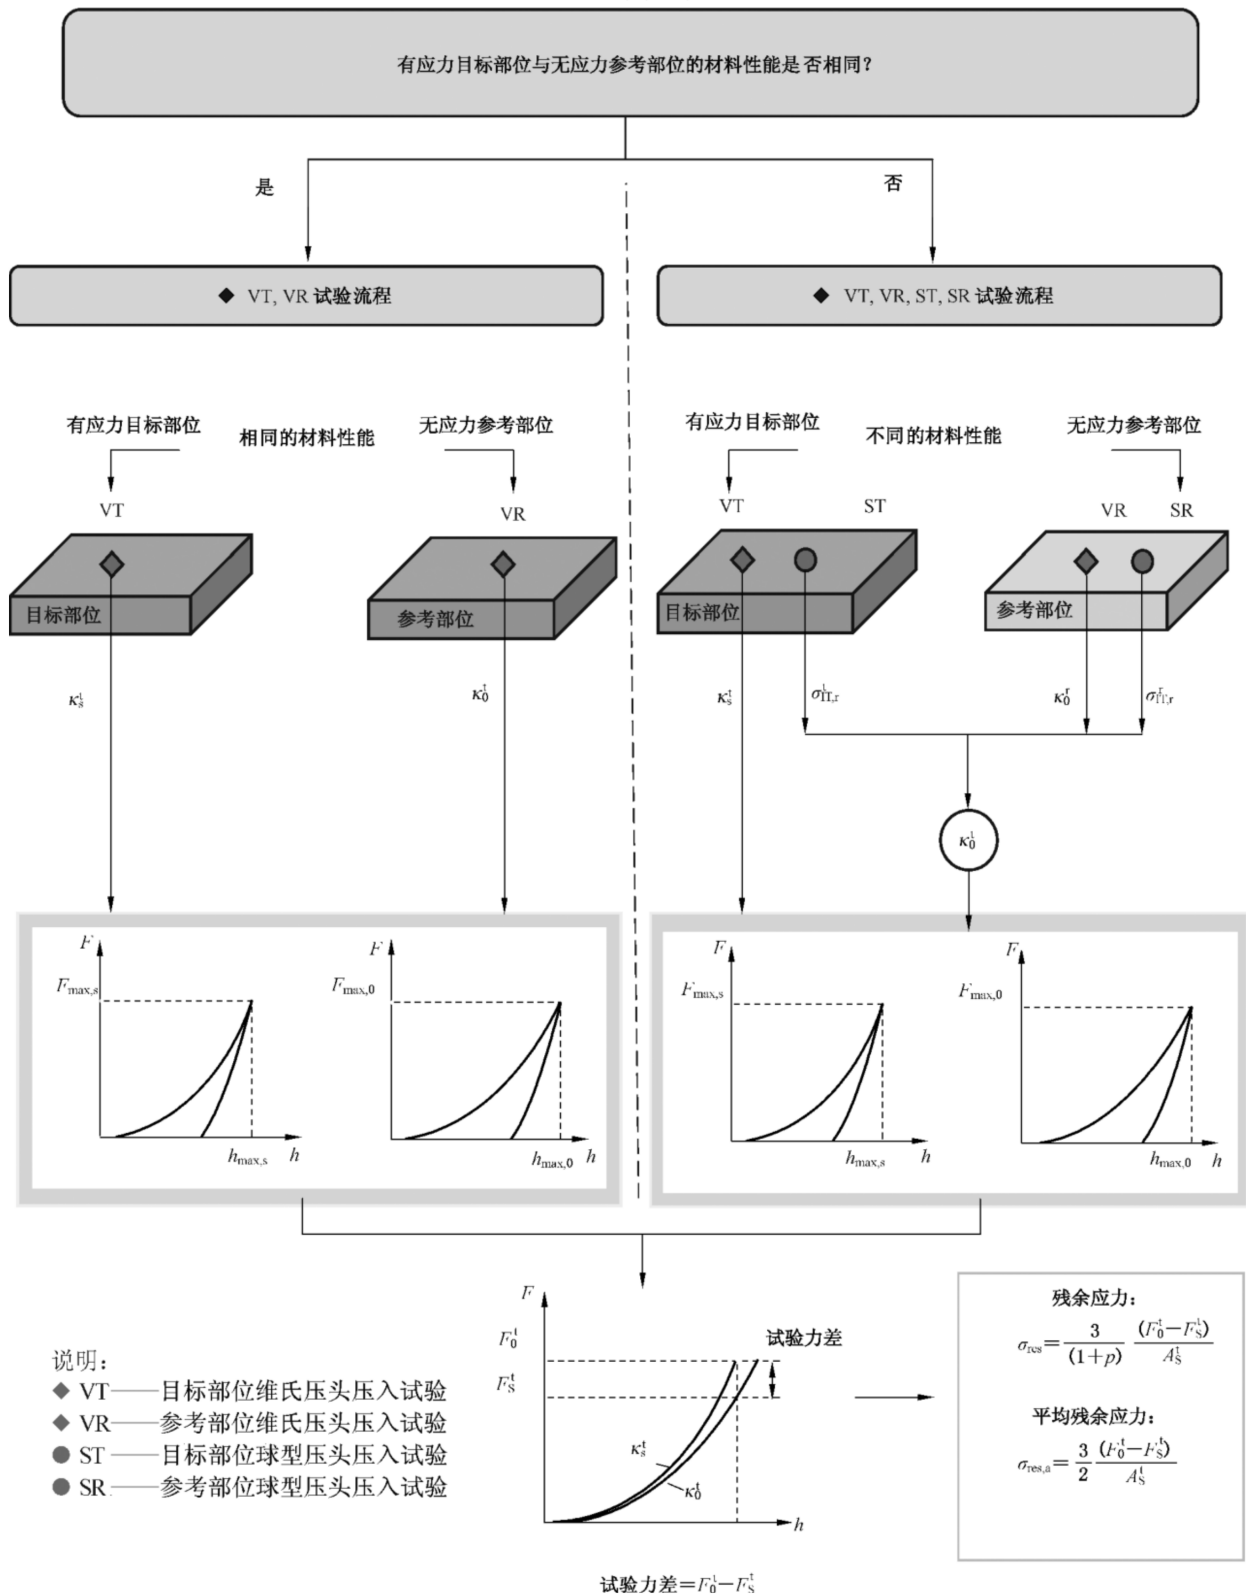 有应力目标部位与无应力参考部位的材料性能是否相同？
是
否
◆ VT, VR 试验流程
◆ VT, VR, ST, SR 试验流程
有应力目标部位
相同的材料性能
无应力参考部位
有应力目标部位
不同的材料性能
无应力参考部位
VT
VR
VT
ST
VR
SR
目标部位
参考部位
目标部位
参考部位
κ_s^t
κ_0^t
κ_s^t
σ_IT,r^t
κ_0^r
σ_IT,r^r
κ_0^t
F
F_max,s
h_max,s
h
F
F_max,0
h_max,0
h
F
F_max,s
h_max,s
h
F
F_max,0
h_max,0
h
F
F_0^t
F_S^t
试验力差
κ_s^t
κ_0^t
h
试验力差=F_0^t−F_S^t
残余应力：
σ_res = 3/(1+p) (F_0^t−F_S^t)/A_S^t
平均残余应力：
σ_res,a = 3/2 (F_0^t−F_S^t)/A_S^t
说明：
◆ VT——目标部位维氏压头压入试验
◆ VR——参考部位维氏压头压入试验
● ST——目标部位球型压头压入试验
● SR——参考部位球型压头压入试验